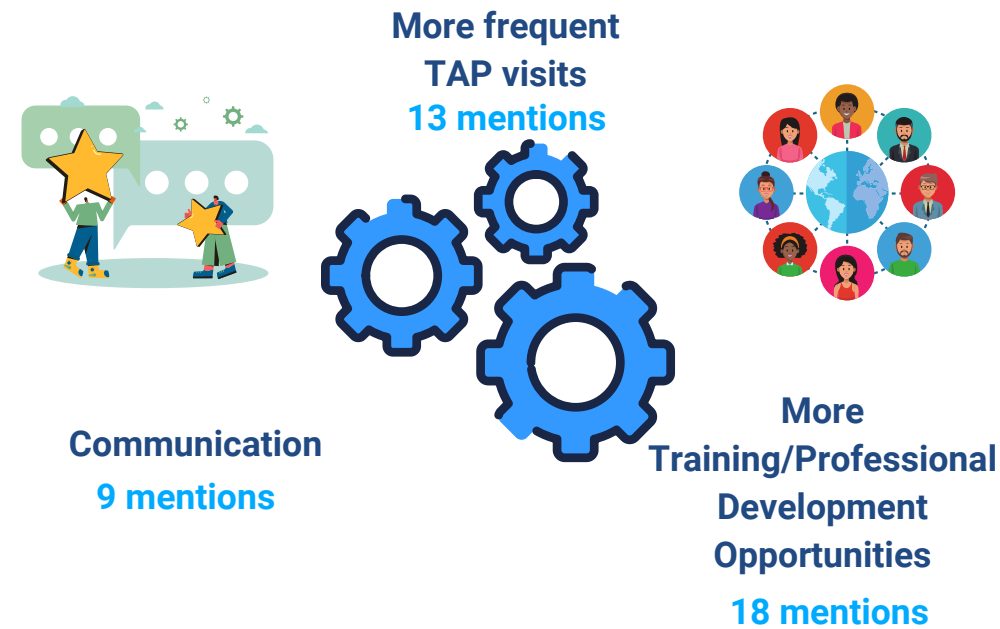 More frequent
TAP visits
13 mentions
Communication
9 mentions
More
Training/Professional
Development
Opportunities
18 mentions